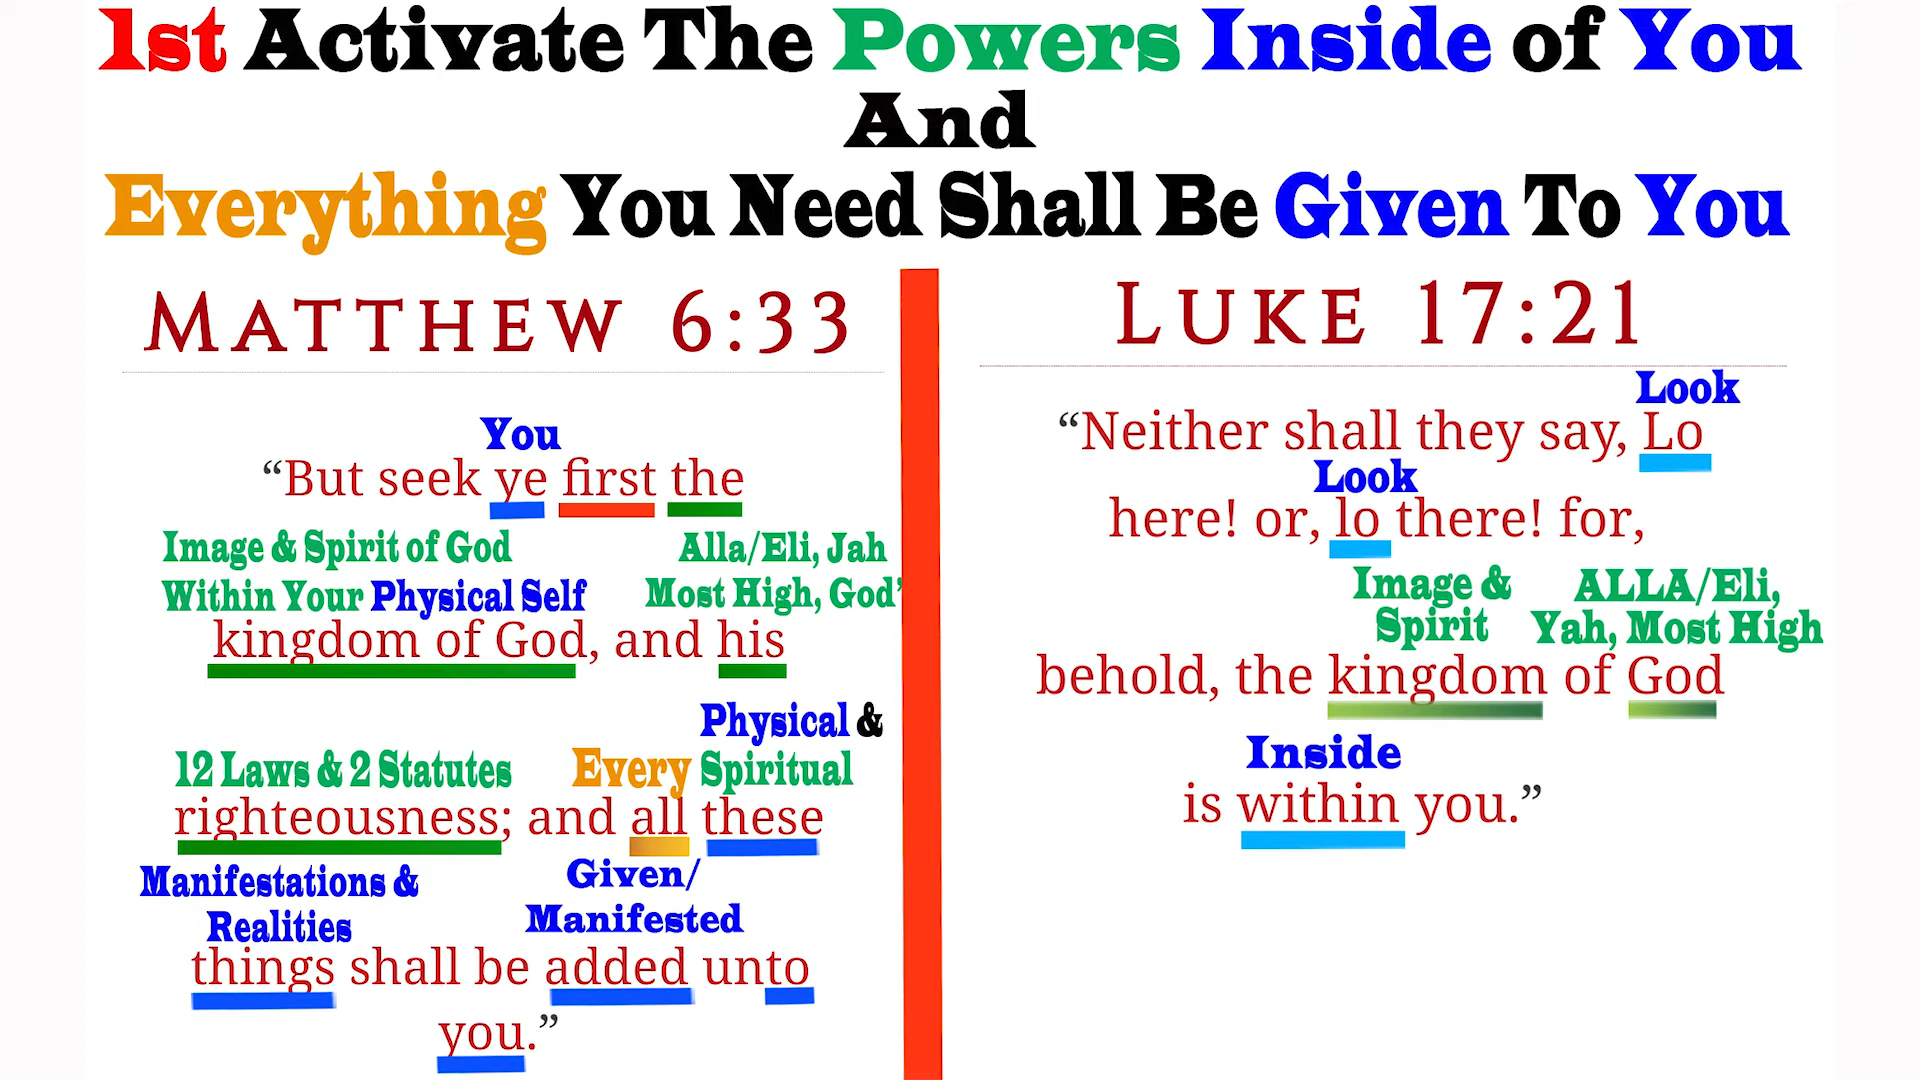 1st Activate The Powers Inside of You
And
Everything You Need Shall Be Given To You
MATTHEW 6:33
You
“But seek ye first the
Image & Spirit of God Alla/Eli, Jah
Within Your Physical Self Most High, God'
kingdom of God, and his
Physical &
12 Laws & 2 Statutes Every Spiritual
righteousness; and all these
Manifestations & Given/
Realities Manifested
things shall be added unto
you.”
LUKE 17:21
Look
“Neither shall they say, Lo
Look
here! or, lo there! for,
Image & ALLA/Eli,
Spirit Yah, Most High
behold, the kingdom of God
Inside
is within you.”